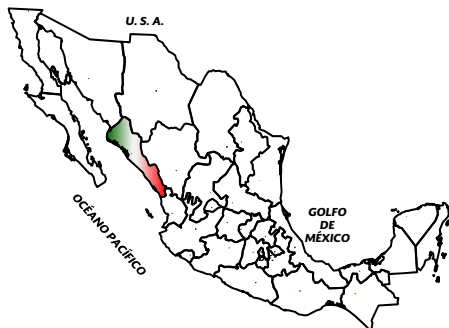 U. S. A.
OCÉANO PACÍFICO
GOLFO
DE
MÉXICO